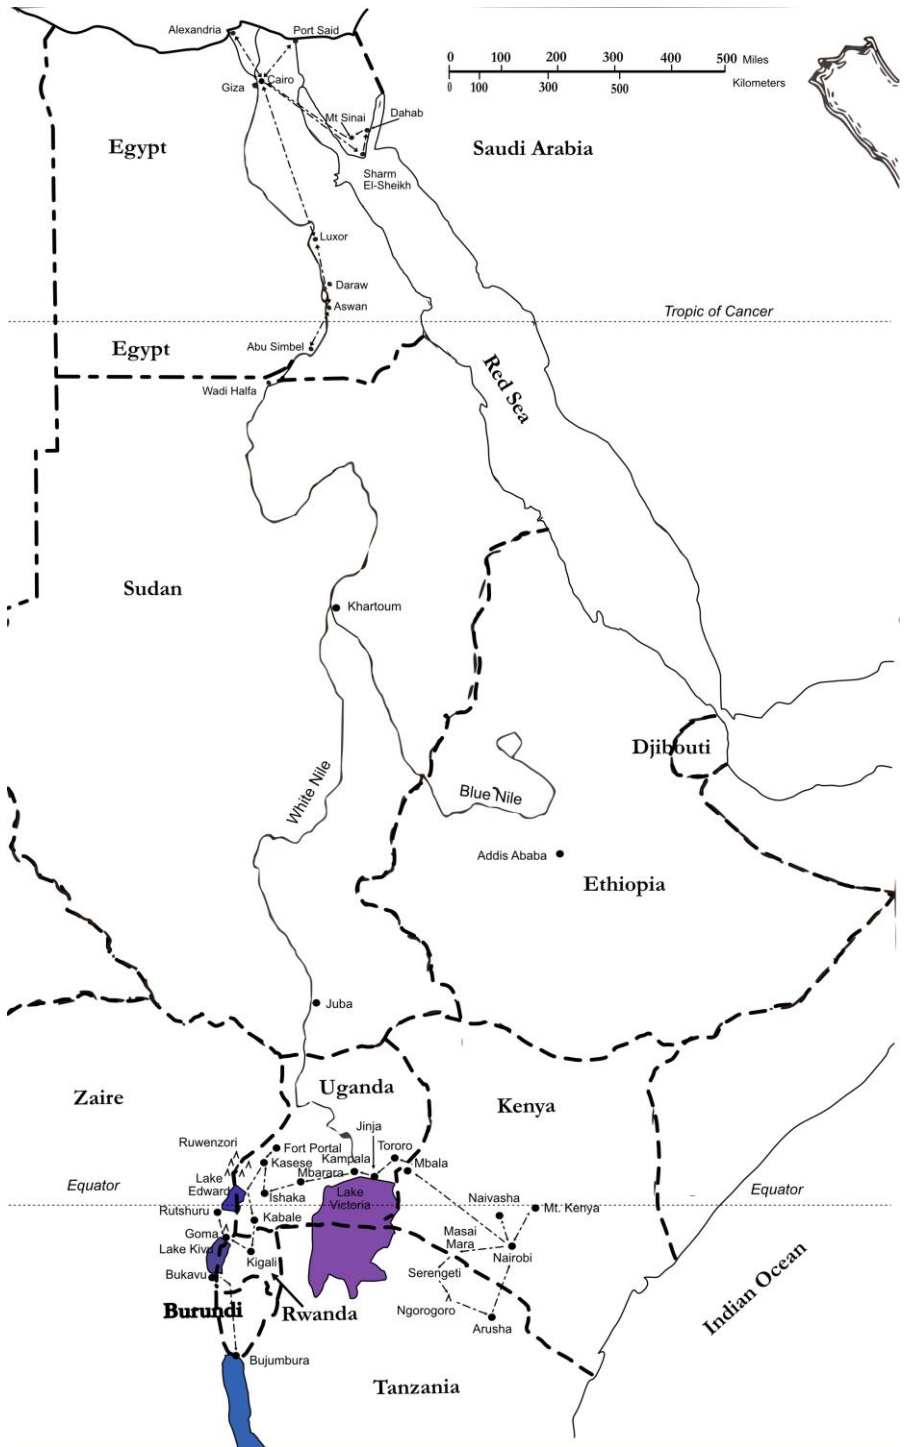 Alexandria
Port Said
0 100 200 300 400 500 Miles
0 100 300 500 Kilometers
Giza
Cairo
Mt Sinai
Dahab
Egypt
Saudi Arabia
Sharm
El-Sheikh
Luxor
Daraw
Aswan
Tropic of Cancer
Egypt
Abu Simbel
Red Sea
Wadi Halfa
Sudan
Khartoum
Djibouti
White Nile
Blue Nile
Addis Ababa
Ethiopia
Juba
Zaire
Uganda
Kenya
Jinja
Ruwenzori
Fort Portal
Tororo
Kasese
Kampala
Mbala
Mbarara
Lake
Edward
Equator
Ishaka
Lake
Victoria
Naivasha
Equator
Rutshuru
Kabale
Mt. Kenya
Goma
Masai
Mara
Lake Kivu
Kigali
Nairobi
Bukavu
Serengeti
Burundi
Rwanda
Ngorogoro
Arusha
Indian Ocean
Bujumbura
Tanzania